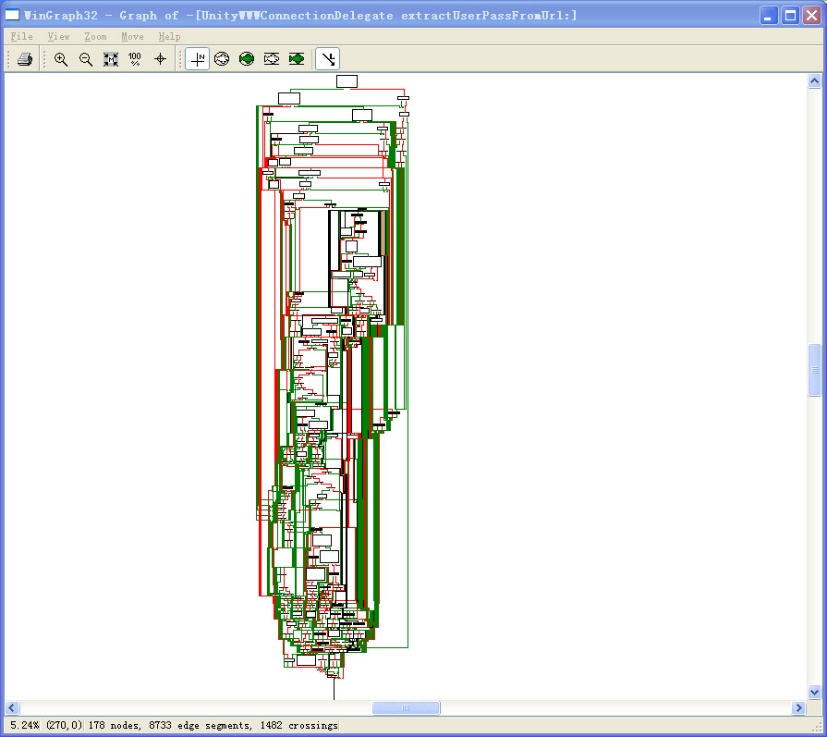 WinGraph32 - Graph of -[UnityWWWConnectionDelegate extractUserPassFromUrl:]
File View Zoom Move Help
100 %
N
5.24% (270,0) 178 nodes, 8733 edge segments, 1482 crossings